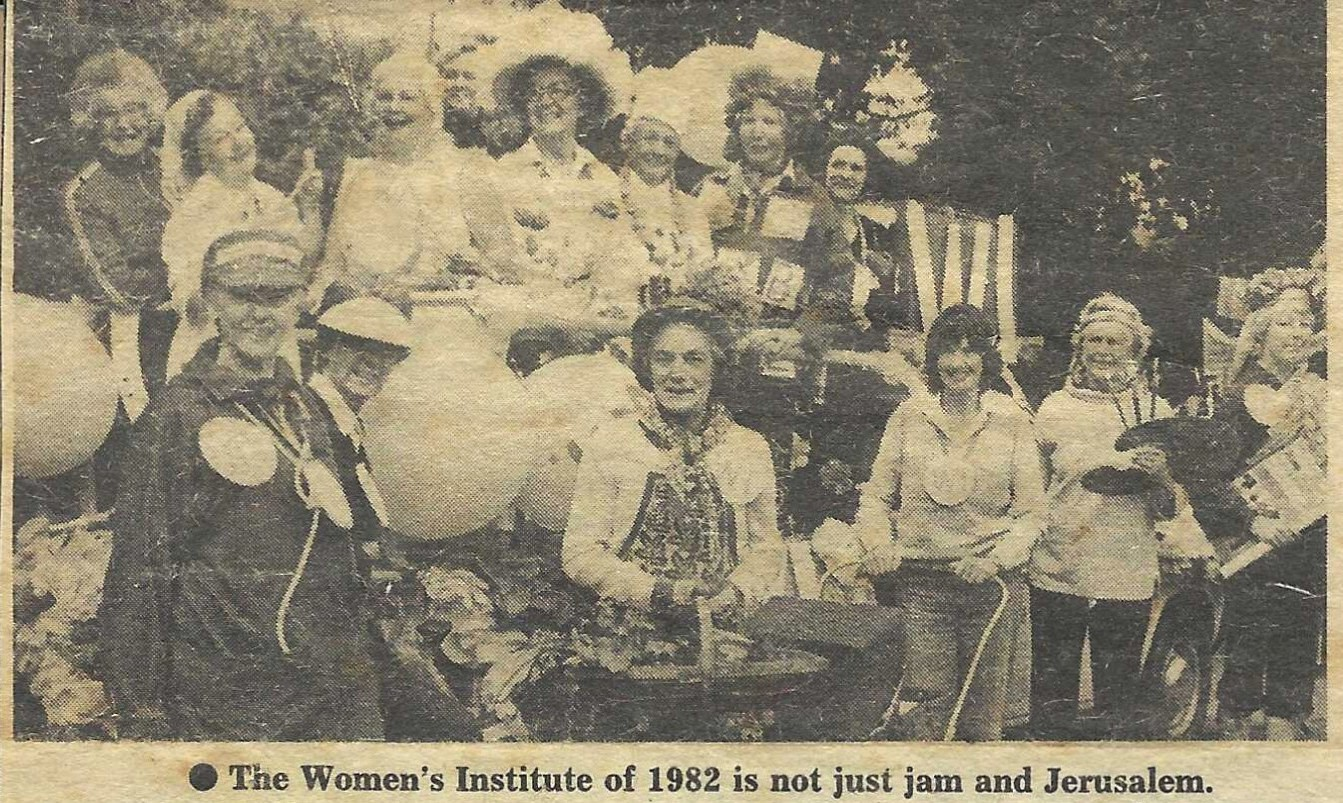 ● The Women's Institute of 1982 is not just jam and Jerusalem.